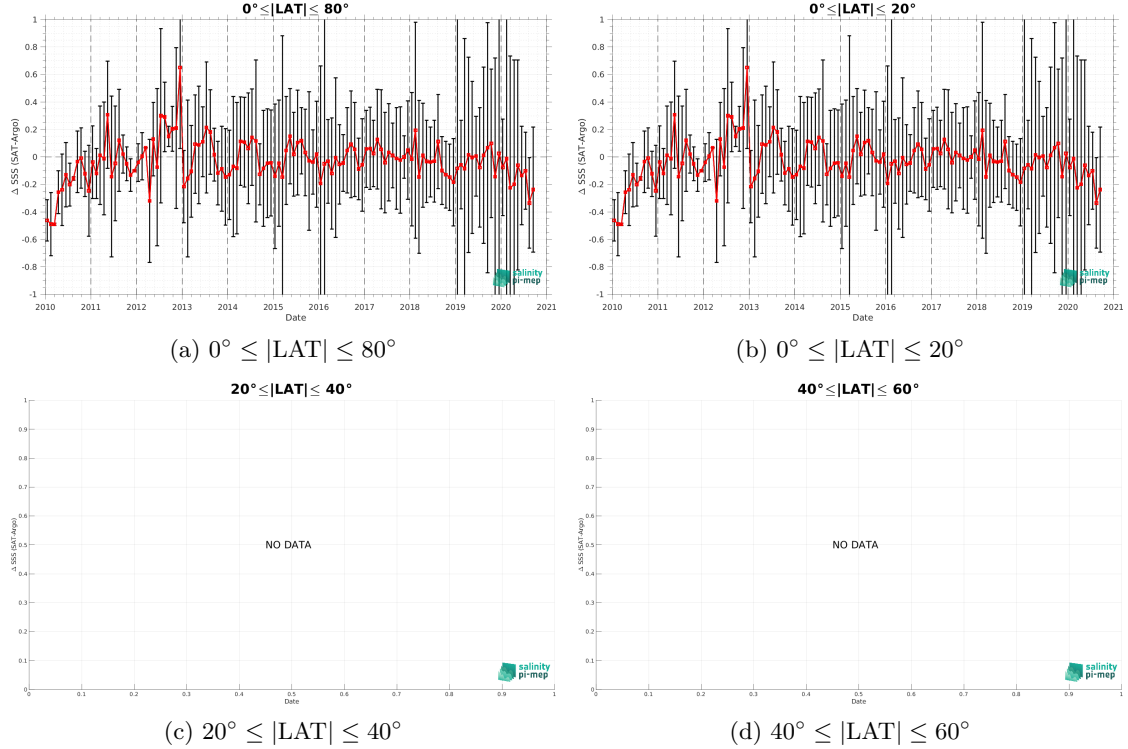 0°≤|LAT|≤ 80°
Δ SSS (SAT-Argo)
1
0.8
0.6
0.4
0.2
0
-0.2
-0.4
-0.6
-0.8
-1
2010 2011 2012 2013 2014 2015 2016 2017 2018 2019 2020 2021
Date
salinity
pi-mep
(a) 0° ≤ |LAT| ≤ 80°
0°≤|LAT|≤ 20°
Δ SSS (SAT-Argo)
1
0.8
0.6
0.4
0.2
0
-0.2
-0.4
-0.6
-0.8
-1
2010 2011 2012 2013 2014 2015 2016 2017 2018 2019 2020 2021
Date
salinity
pi-mep
(b) 0° ≤ |LAT| ≤ 20°
20°≤|LAT|≤ 40°
Δ SSS (SAT-Argo)
1
0.9
0.8
0.7
0.6
0.5
0.4
0.3
0.2
0.1
0
NO DATA
0 0.1 0.2 0.3 0.4 0.5 0.6 0.7 0.8 0.9 1
Date
salinity
pi-mep
(c) 20° ≤ |LAT| ≤ 40°
40°≤|LAT|≤ 60°
Δ SSS (SAT-Argo)
1
0.9
0.8
0.7
0.6
0.5
0.4
0.3
0.2
0.1
0
NO DATA
0 0.1 0.2 0.3 0.4 0.5 0.6 0.7 0.8 0.9 1
Date
salinity
pi-mep
(d) 40° ≤ |LAT| ≤ 60°